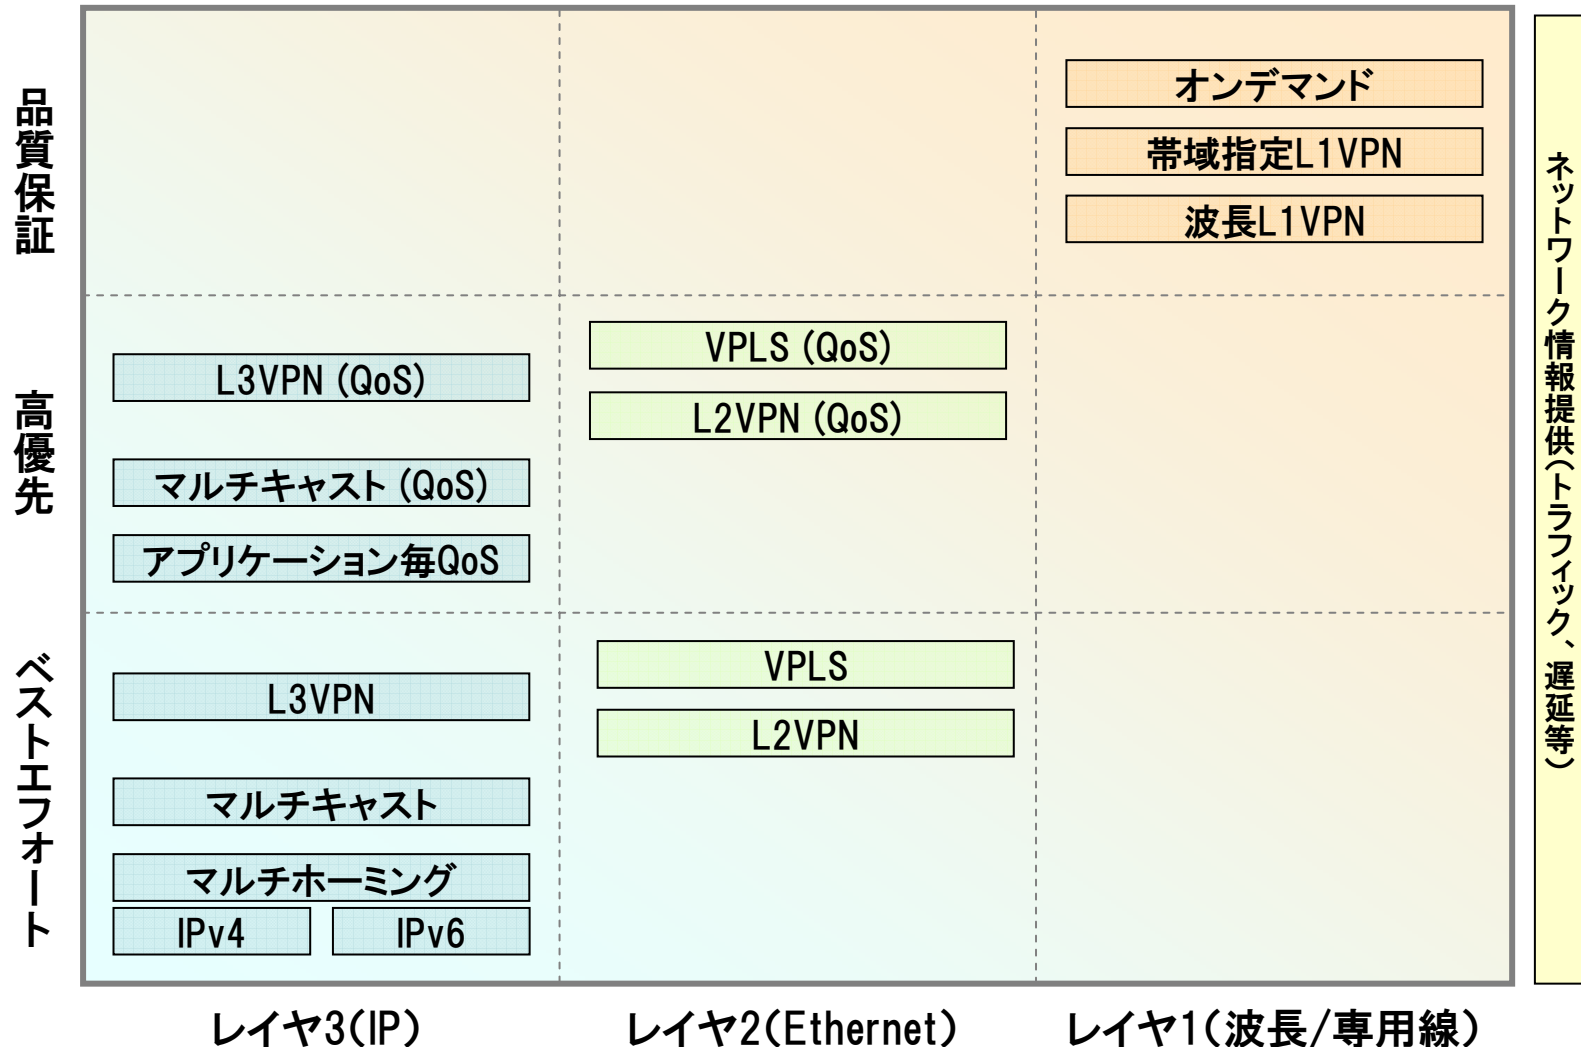 品質保証
オンデマンド
帯域指定L1VPN
波長L1VPN
高優先
L3VPN (QoS)
マルチキャスト (QoS)
アプリケーション毎QoS
VPLS (QoS)
L2VPN (QoS)
ベストエフォート
L3VPN
マルチキャスト
マルチホーミング
IPv4
IPv6
VPLS
L2VPN
レイヤ3(IP)
レイヤ2(Ethernet)
レイヤ1(波長/専用線)
ネットワーク情報提供(トラフィック、遅延等)